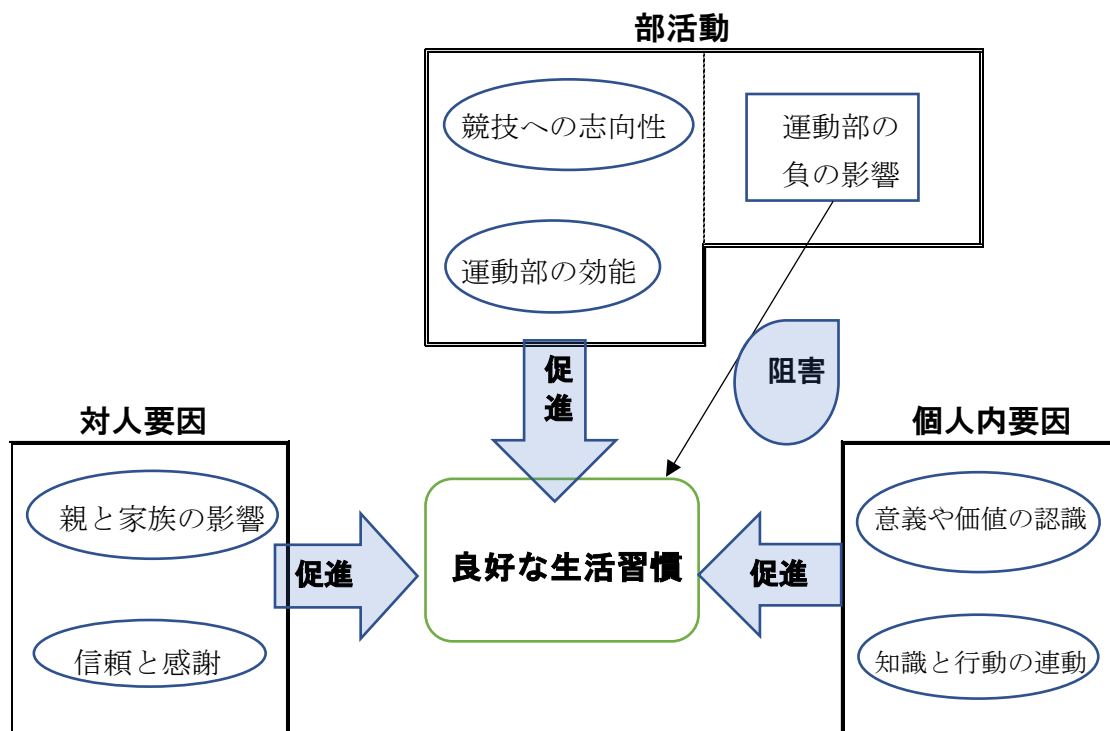 部活動
競技への志向性
運動部の
負の影響
運動部の効能
促
進
阻害
対人要因
個人内要因
親と家族の影響
意義や価値の認識
促進
良好な生活習慣
促進
信頼と感謝
知識と行動の連動